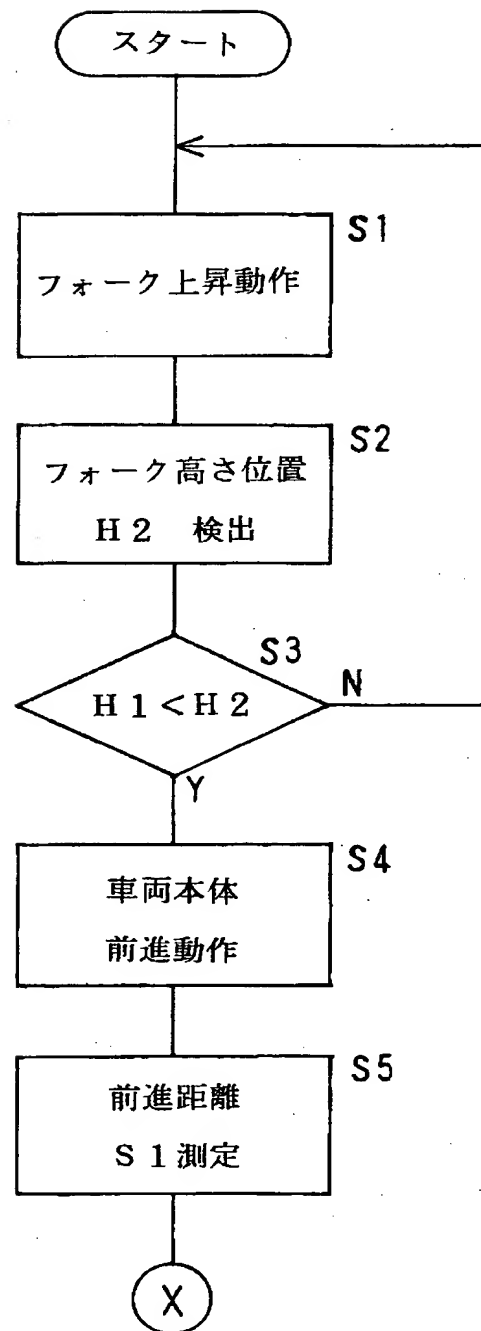 スタート
S1
フォーク上昇動作
S2
フォーク高さ位置
H2 検出
S3
H1<H2
N
Y
S4
車両本体
前進動作
S5
前進距離
S1測定
X